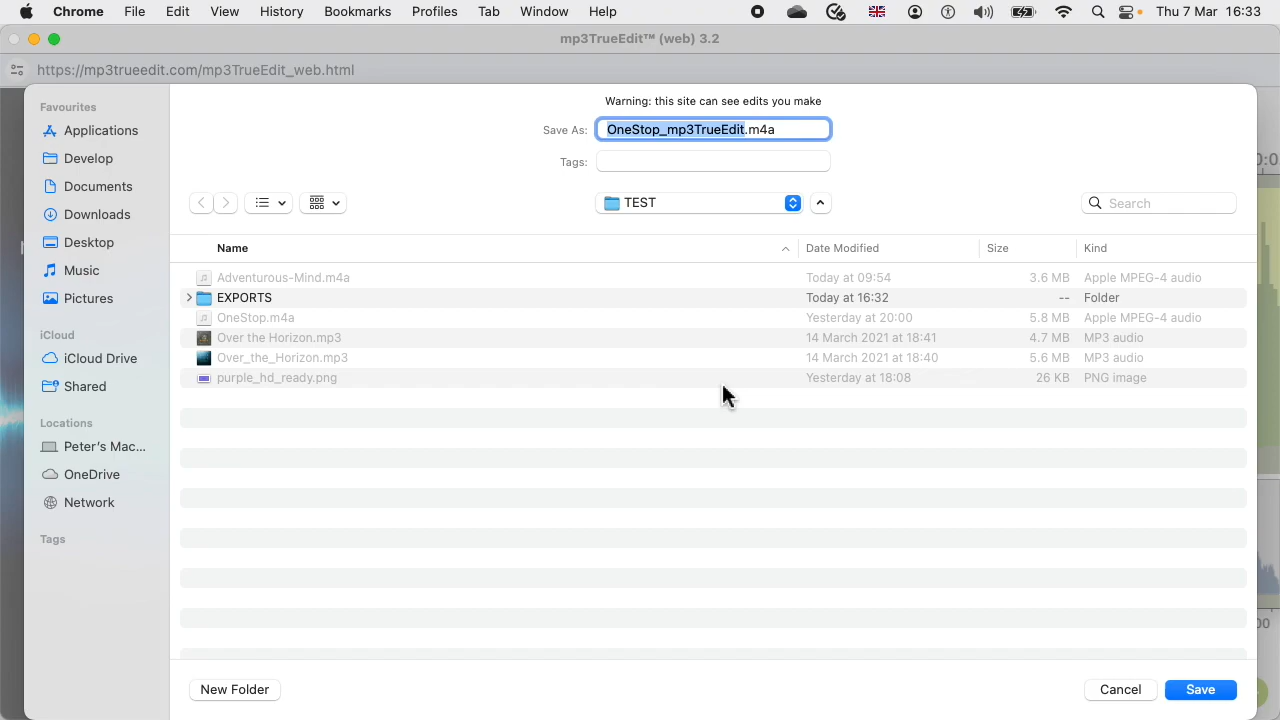 Chrome File Edit View History Bookmarks Profiles Tab Window Help Thu 7 Mar 16:33
mp3TrueEdit™ (web) 3.2
https://mp3trueedit.com/mp3TrueEdit_web.html
Favourites
Applications
Develop
Documents
Downloads
Desktop
Music
Pictures
iCloud
iCloud Drive
Shared
Locations
Peter's Mac...
OneDrive
Network
Tags
Warning: this site can see edits you make
Save As: OneStop_mp3TrueEdit.m4a
Tags:
TEST Search
Name Date Modified Size Kind
Adventurous-Mind.m4a Today at 09:54 3.6 MB Apple MPEG-4 audio
EXPORTS Today at 16:32 -- Folder
OneStop.m4a Yesterday at 20:00 5.8 MB Apple MPEG-4 audio
Over the Horizon.mp3 14 March 2021 at 18:41 4.7 MB MP3 audio
Over_the_Horizon.mp3 14 March 2021 at 18:40 5.6 MB MP3 audio
purple_hd_ready.png Yesterday at 18:08 26 KB PNG image
New Folder Cancel Save